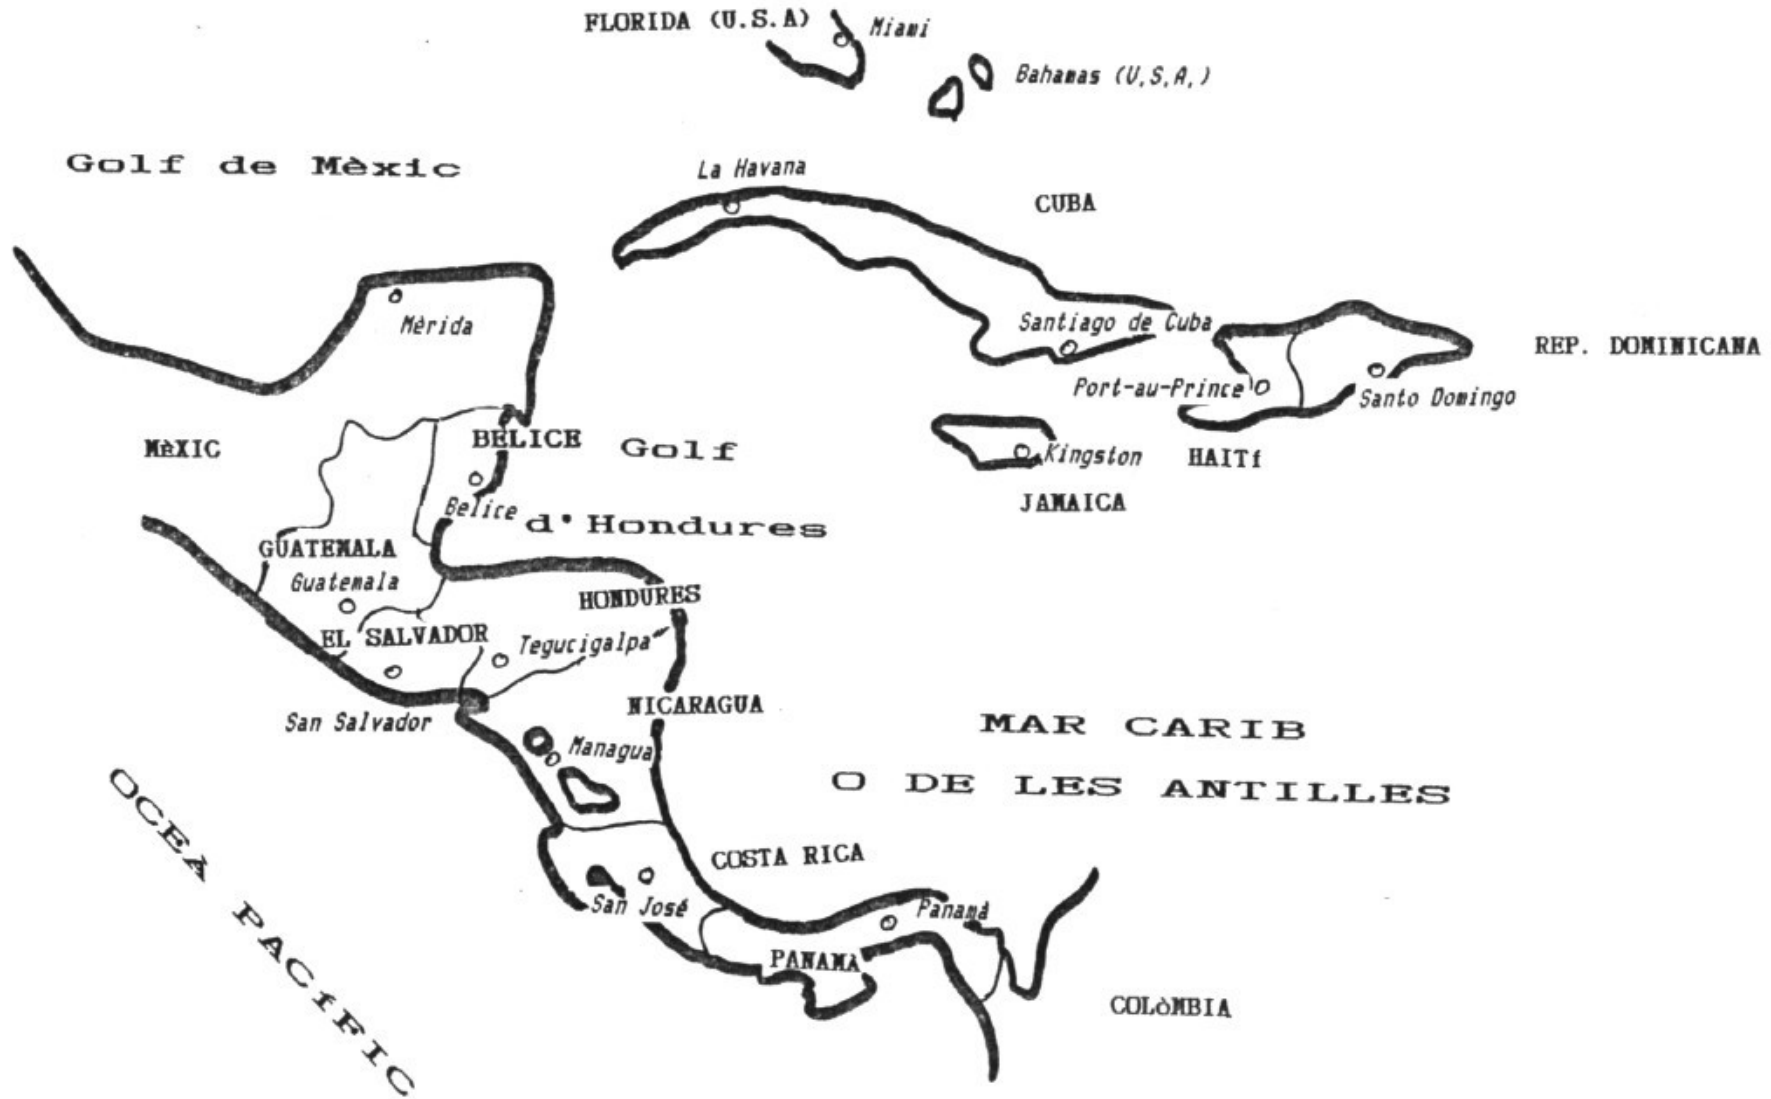 FLORIDA (U.S.A)
Miami
Bahamas (U.S.A.)
Golf de Mèxic
La Havana
CUBA
Mèrida
Santiago de Cuba
REP. DOMINICANA
Port-au-Prince
Santo Domingo
MèXIC
BELICE
Golf
Kingston
HAITí
JAMAICA
Belice
d'Hondures
GUATEMALA
Guatemala
HONDURES
EL SALVADOR
Tegucigalpa
NICARAGUA
San Salvador
MAR CARIB
Managua
O DE LES ANTILLES
OCEÀ PACíFIC
COSTA RICA
San José
Panamà
PANAMÀ
COLòMBIA